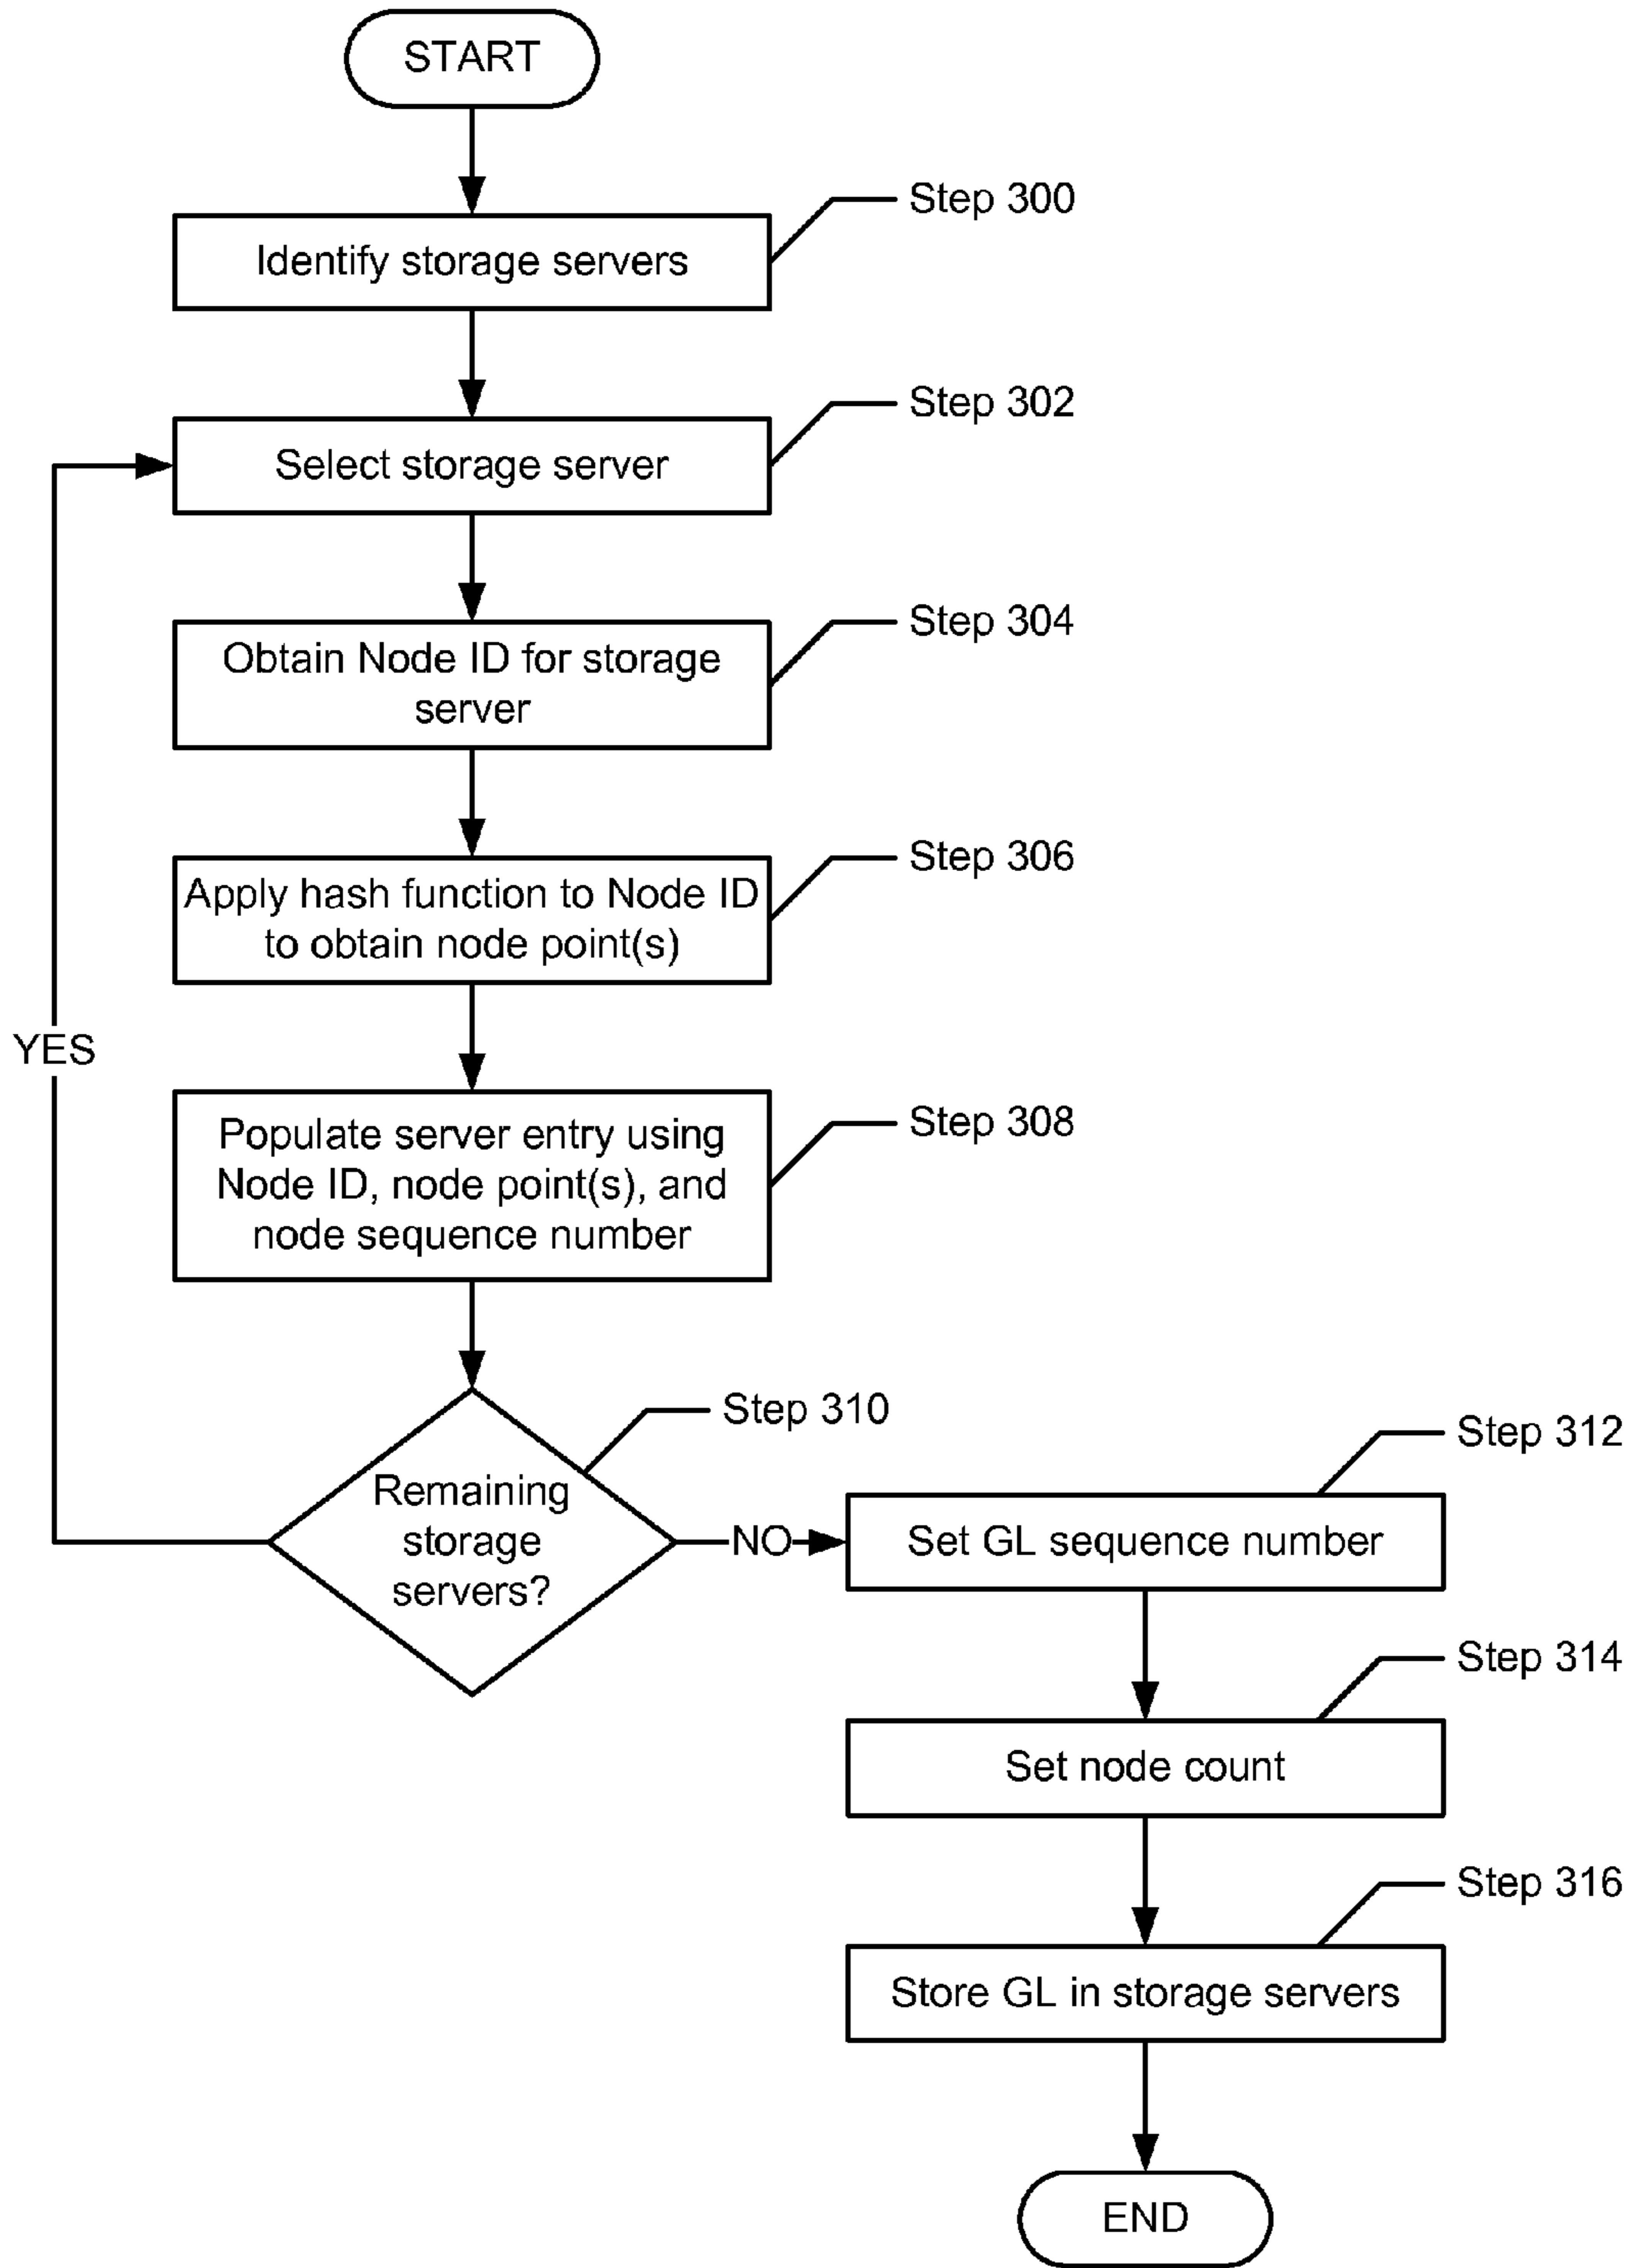 START
Step 300
Identify storage servers
Step 302
Select storage server
Step 304
Obtain Node ID for storage
server
Step 306
Apply hash function to Node ID
to obtain node point(s)
YES
Step 308
Populate server entry using
Node ID, node point(s), and
node sequence number
Step 310
Remaining
storage
servers?
NO
Step 312
Set GL sequence number
Step 314
Set node count
Step 316
Store GL in storage servers
END